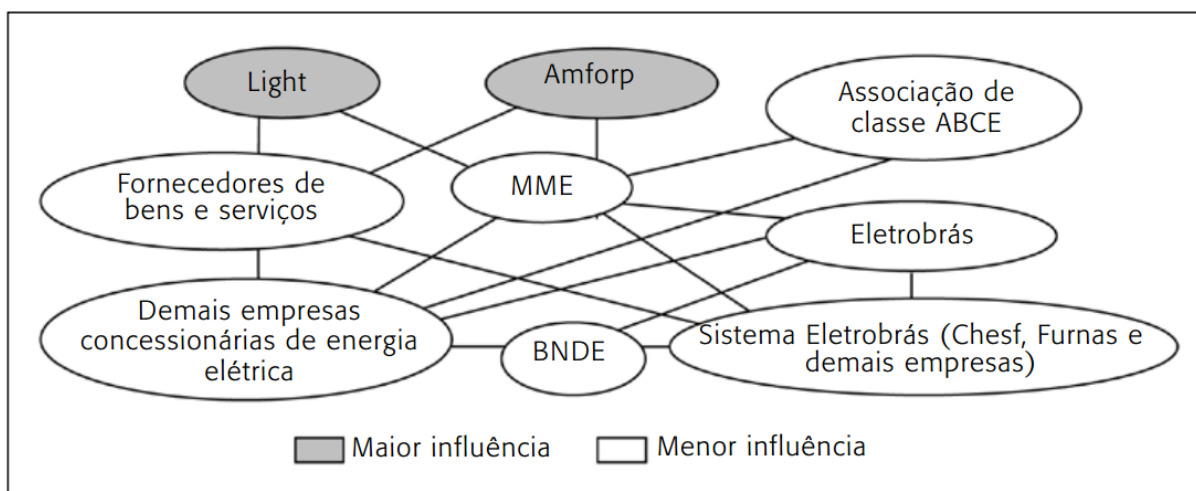 Light
Amforp
Associação de
classe ABCE
Fornecedores de
bens e serviços
MME
Eletrobrás
Demais empresas
concessionárias de energia
elétrica
BNDE
Sistema Eletrobrás (Chesf, Furnas e
demais empresas)
Maior influência
Menor influência